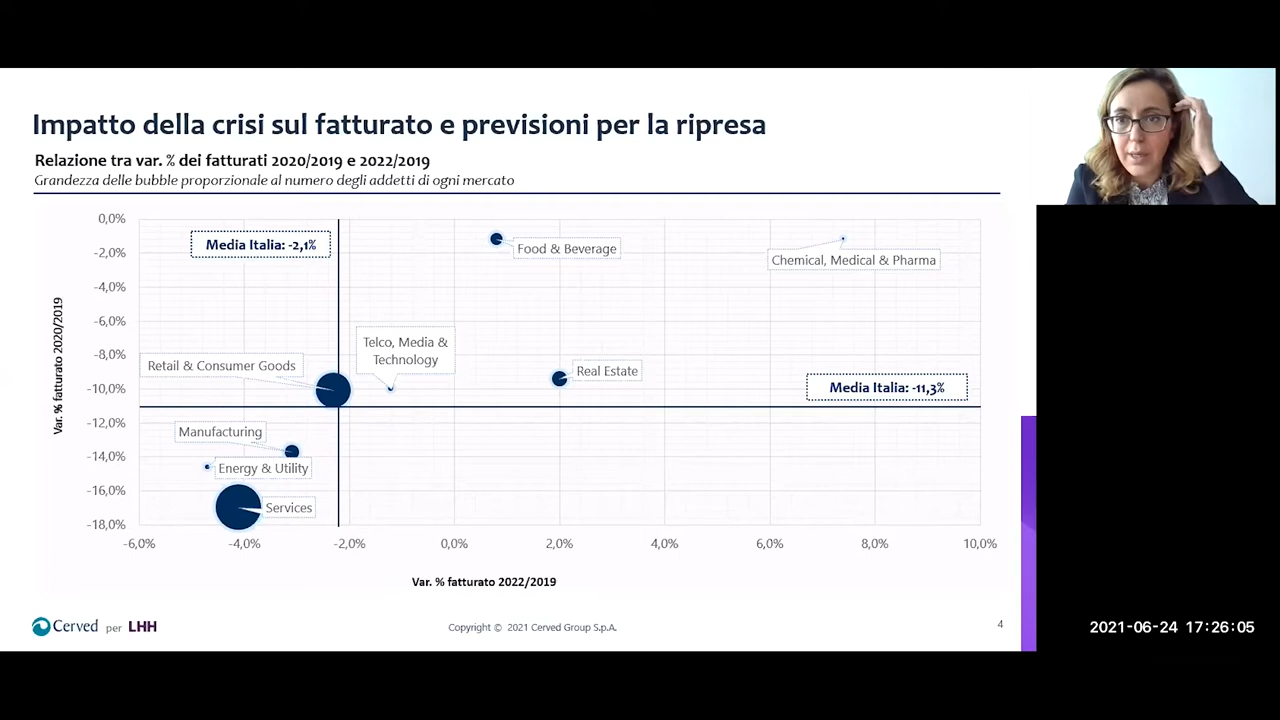 Impatto della crisi sul fatturato e previsioni per la ripresa
Relazione tra var. % dei fatturati 2020/2019 e 2022/2019
Grandezza delle bubble proporzionale al numero degli addetti di ogni mercato
Var. % fatturato 2020/2019
0,0%
-2,0%
-4,0%
-6,0%
-8,0%
-10,0%
-12,0%
-14,0%
-16,0%
-18,0%
Media Italia: -2,1%
Food & Beverage
Chemical, Medical & Pharma
Telco, Media &
Technology
Retail & Consumer Goods
Real Estate
Media Italia: -11,3%
Manufacturing
Energy & Utility
Services
-6,0%
-4,0%
-2,0%
0,0%
2,0%
4,0%
6,0%
8,0%
10,0%
Var. % fatturato 2022/2019
Cerved per LHH
Copyright © 2021 Cerved Group S.p.A.
4
2021-06-24 17:26:05